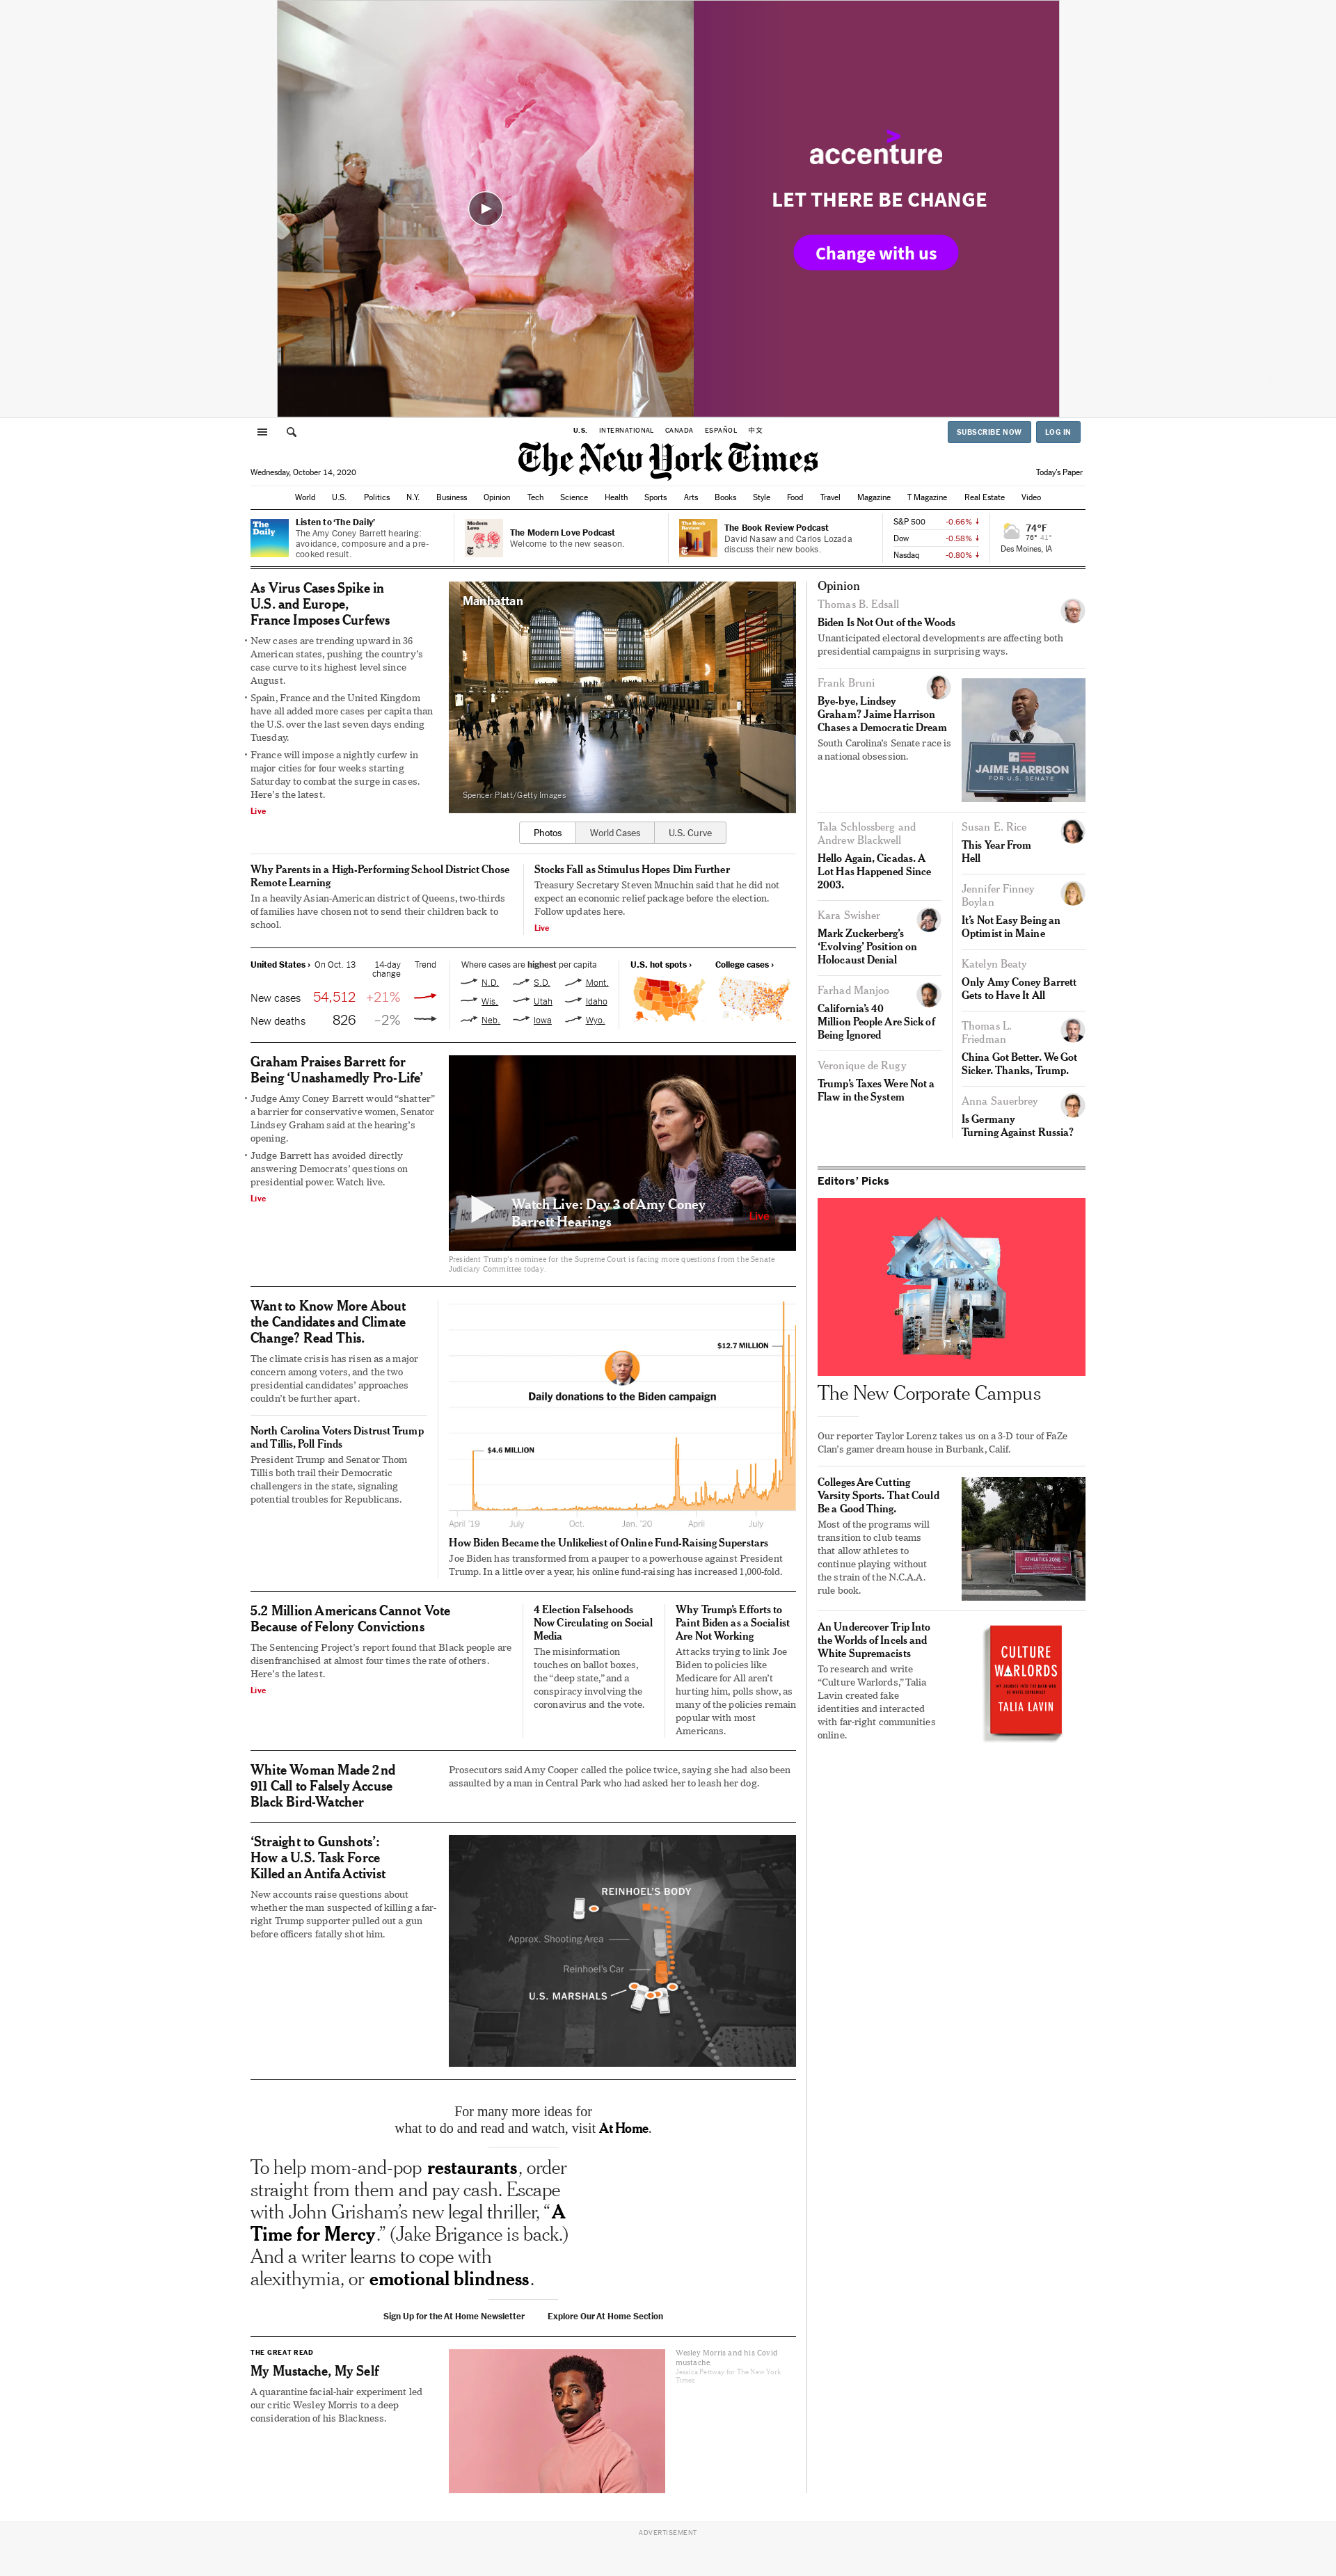 accenture
LET THERE BE CHANGE
Change with us
U.S. INTERNATIONAL CANADA ESPAÑOL 中文
SUBSCRIBE NOW LOG IN
The New York Times
Wednesday, October 14, 2020
Today's Paper
World U.S. Politics N.Y. Business Opinion Tech Science Health Sports Arts Books Style Food Travel Magazine T Magazine Real Estate Video
The Daily
Listen to 'The Daily'
The Amy Coney Barrett hearing:
avoidance, composure and a pre-
cooked result.
Modern Love
The Modern Love Podcast
Welcome to the new season.
The Book Review
The Book Review Podcast
David Nasaw and Carlos Lozada
discuss their new books.
S&P 500 -0.66%
Dow -0.58%
Nasdaq -0.80%
74°F
76° 41°
Des Moines, IA
As Virus Cases Spike in
U.S. and Europe,
France Imposes Curfews
• New cases are trending upward in 36
American states, pushing the country's
case curve to its highest level since
August.
• Spain, France and the United Kingdom
have all added more cases per capita than
the U.S. over the last seven days ending
Tuesday.
• France will impose a nightly curfew in
major cities for four weeks starting
Saturday to combat the surge in cases.
Here's the latest.
Live
Manhattan
Spencer Platt/Getty Images
Photos World Cases U.S. Curve
Why Parents in a High-Performing School District Chose
Remote Learning
In a heavily Asian-American district of Queens, two-thirds
of families have chosen not to send their children back to
school.
Stocks Fall as Stimulus Hopes Dim Further
Treasury Secretary Steven Mnuchin said that he did not
expect an economic relief package before the election.
Follow updates here.
Live
United States › On Oct. 13 14-day change Trend
New cases 54,512 +21%
New deaths 826 –2%
Where cases are highest per capita
N.D. S.D. Mont.
Wis. Utah Idaho
Neb. Iowa Wyo.
U.S. hot spots › College cases ›
Graham Praises Barrett for
Being 'Unashamedly Pro-Life'
• Judge Amy Coney Barrett would "shatter"
a barrier for conservative women, Senator
Lindsey Graham said at the hearing's
opening.
• Judge Barrett has avoided directly
answering Democrats' questions on
presidential power. Watch live.
Live
Watch Live: Day 3 of Amy Coney
Barrett Hearings
Live
President Trump's nominee for the Supreme Court is facing more questions from the Senate
Judiciary Committee today.
Want to Know More About
the Candidates and Climate
Change? Read This.
The climate crisis has risen as a major
concern among voters, and the two
presidential candidates' approaches
couldn't be further apart.
North Carolina Voters Distrust Trump
and Tillis, Poll Finds
President Trump and Senator Thom
Tillis both trail their Democratic
challengers in the state, signaling
potential troubles for Republicans.
$12.7 MILLION
Daily donations to the Biden campaign
$4.6 MILLION
April '19 July Oct. Jan. '20 April July
How Biden Became the Unlikeliest of Online Fund-Raising Superstars
Joe Biden has transformed from a pauper to a powerhouse against President
Trump. In a little over a year, his online fund-raising has increased 1,000-fold.
5.2 Million Americans Cannot Vote
Because of Felony Convictions
The Sentencing Project's report found that Black people are
disenfranchised at almost four times the rate of others.
Here's the latest.
Live
4 Election Falsehoods
Now Circulating on Social
Media
The misinformation
touches on ballot boxes,
the "deep state," and a
conspiracy involving the
coronavirus and the vote.
Why Trump's Efforts to
Paint Biden as a Socialist
Are Not Working
Attacks trying to link Joe
Biden to policies like
Medicare for All aren't
hurting him, polls show, as
many of the policies remain
popular with most
Americans.
White Woman Made 2nd
911 Call to Falsely Accuse
Black Bird-Watcher
Prosecutors said Amy Cooper called the police twice, saying she had also been
assaulted by a man in Central Park who had asked her to leash her dog.
'Straight to Gunshots':
How a U.S. Task Force
Killed an Antifa Activist
New accounts raise questions about
whether the man suspected of killing a far-
right Trump supporter pulled out a gun
before officers fatally shot him.
REINHOEL'S BODY
Approx. Shooting Area
Reinhoel's Car
U.S. MARSHALS
For many more ideas for
what to do and read and watch, visit At Home.
To help mom-and-pop restaurants, order
straight from them and pay cash. Escape
with John Grisham's new legal thriller, "A
Time for Mercy." (Jake Brigance is back.)
And a writer learns to cope with
alexithymia, or emotional blindness.
Sign Up for the At Home Newsletter Explore Our At Home Section
THE GREAT READ
My Mustache, My Self
A quarantine facial-hair experiment led
our critic Wesley Morris to a deep
consideration of his Blackness.
Wesley Morris and his Covid
mustache.
Jessica Pettway for The New York
Times
Opinion
Thomas B. Edsall
Biden Is Not Out of the Woods
Unanticipated electoral developments are affecting both
presidential campaigns in surprising ways.
Frank Bruni
Bye-bye, Lindsey
Graham? Jaime Harrison
Chases a Democratic Dream
South Carolina's Senate race is
a national obsession.
JAIME HARRISON
FOR U.S. SENATE
Tala Schlossberg and
Andrew Blackwell
Hello Again, Cicadas. A
Lot Has Happened Since
2003.
Kara Swisher
Mark Zuckerberg's
'Evolving' Position on
Holocaust Denial
Farhad Manjoo
California's 40
Million People Are Sick of
Being Ignored
Veronique de Rugy
Trump's Taxes Were Not a
Flaw in the System
Susan E. Rice
This Year From
Hell
Jennifer Finney
Boylan
It's Not Easy Being an
Optimist in Maine
Katelyn Beaty
Only Amy Coney Barrett
Gets to Have It All
Thomas L.
Friedman
China Got Better. We Got
Sicker. Thanks, Trump.
Anna Sauerbrey
Is Germany
Turning Against Russia?
Editors' Picks
The New Corporate Campus
Our reporter Taylor Lorenz takes us on a 3-D tour of FaZe
Clan's gamer dream house in Burbank, Calif.
Colleges Are Cutting
Varsity Sports. That Could
Be a Good Thing.
Most of the programs will
transition to club teams
that allow athletes to
continue playing without
the strain of the N.C.A.A.
rule book.
ATHLETICS ZONE
An Undercover Trip Into
the Worlds of Incels and
White Supremacists
To research and write
"Culture Warlords," Talia
Lavin created fake
identities and interacted
with far-right communities
online.
CULTURE
WARLORDS
TALIA LAVIN
ADVERTISEMENT